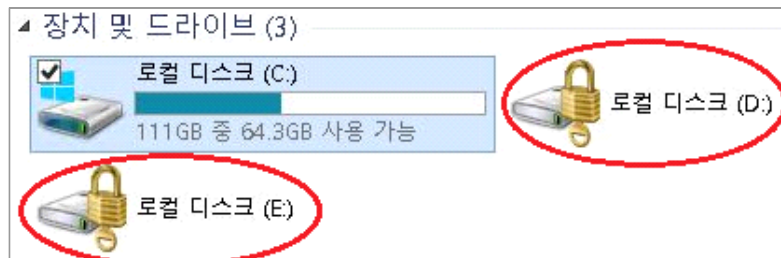 장치 및 드라이브 (3)
로컬 디스크 (C:)
111GB 중 64.3GB 사용 가능
로컬 디스크 (D:)
로컬 디스크 (E:)